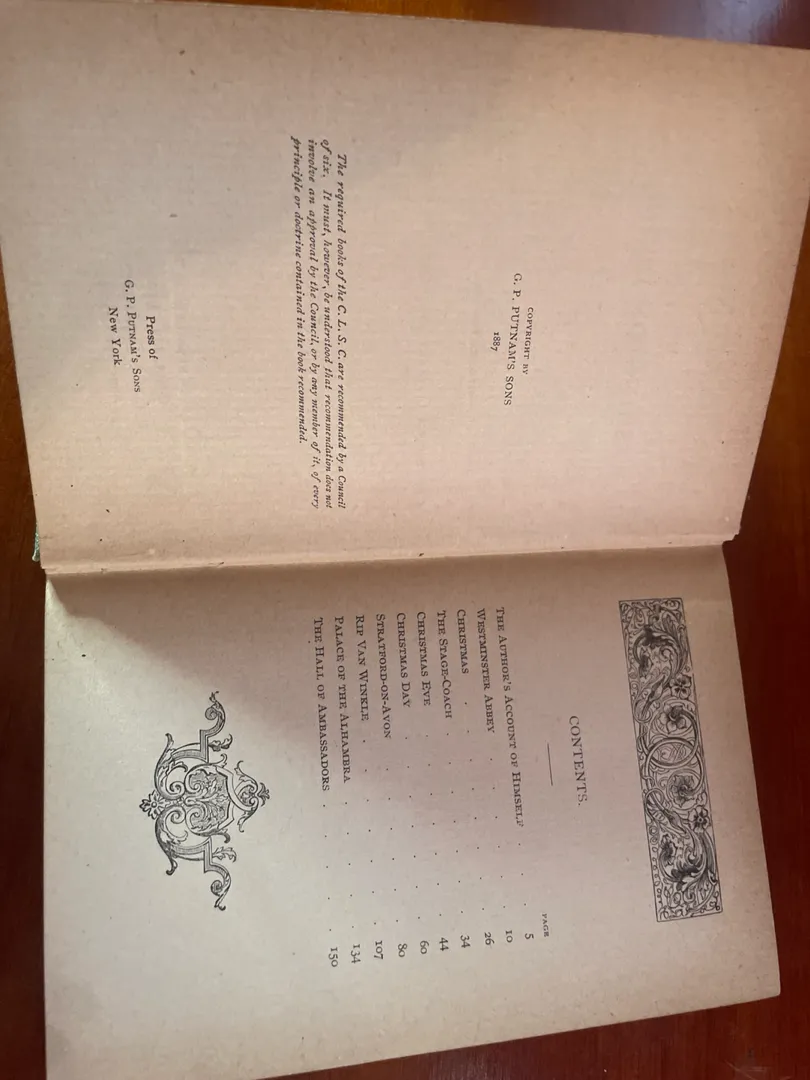 COPYRIGHT BY
G. P. PUTNAM'S SONS
1887
The required books of the C. L. S. C. are recommended by a Council
of six. It must, however, be understood that recommendation does not
involve an approval by the Council, or by any member of it, of every
principle or doctrine contained in the book recommended.
Press of
G. P. PUTNAM'S SONS
New York
CONTENTS.
PAGE
THE AUTHOR'S ACCOUNT OF HIMSELF . . . 5
WESTMINSTER ABBEY . . . . 10
CHRISTMAS . . . . . 26
THE STAGE-COACH . . . . . 34
CHRISTMAS EVE . . . . . 44
CHRISTMAS DAY . . . . . 60
STRATFORD-ON-AVON . . . . 80
RIP VAN WINKLE . . . . . 107
PALACE OF THE ALHAMBRA . . . . 134
THE HALL OF AMBASSADORS . . . . 150